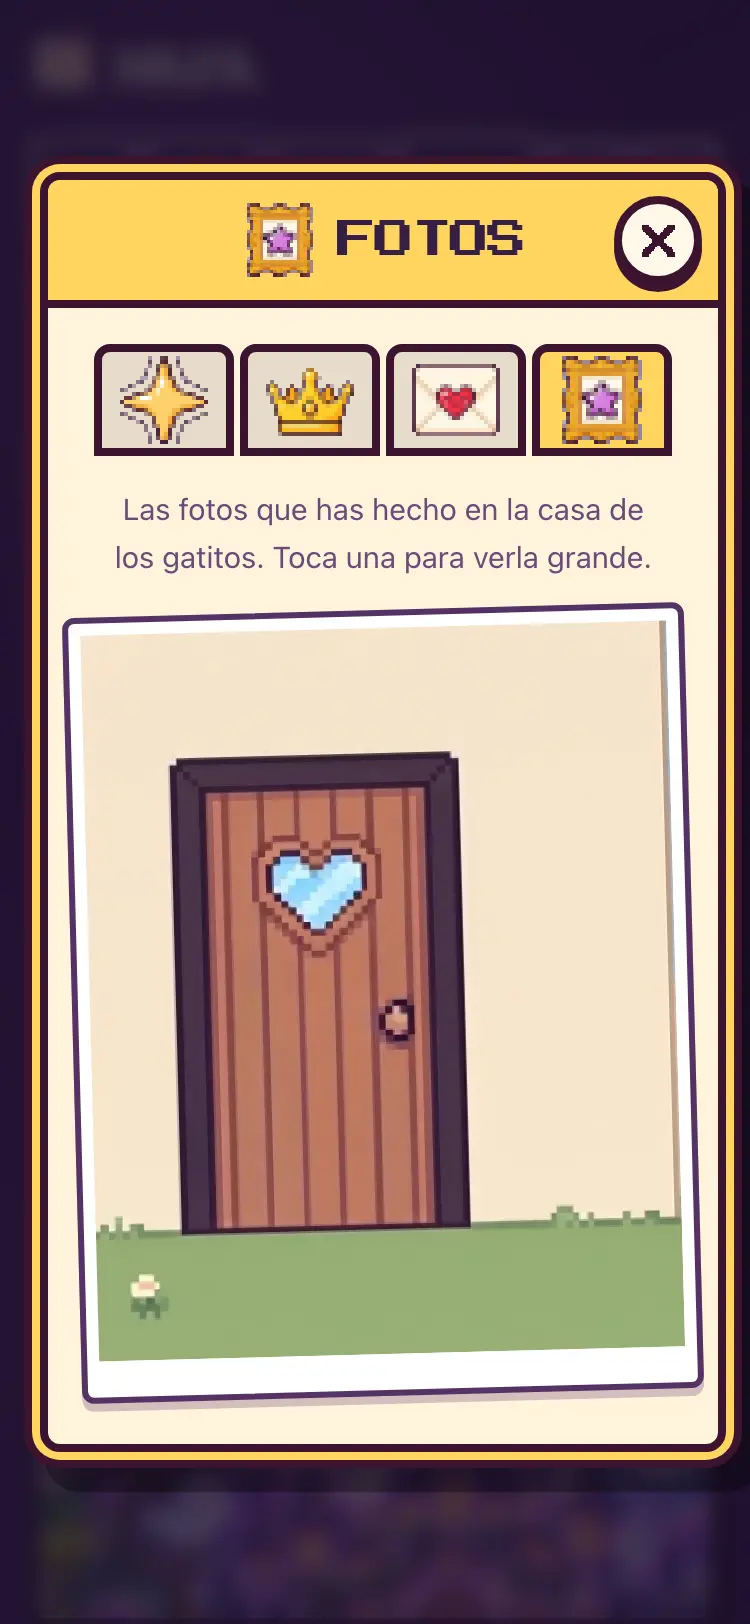 FOTOS
Las fotos que has hecho en la casa de
los gatitos. Toca una para verla grande.